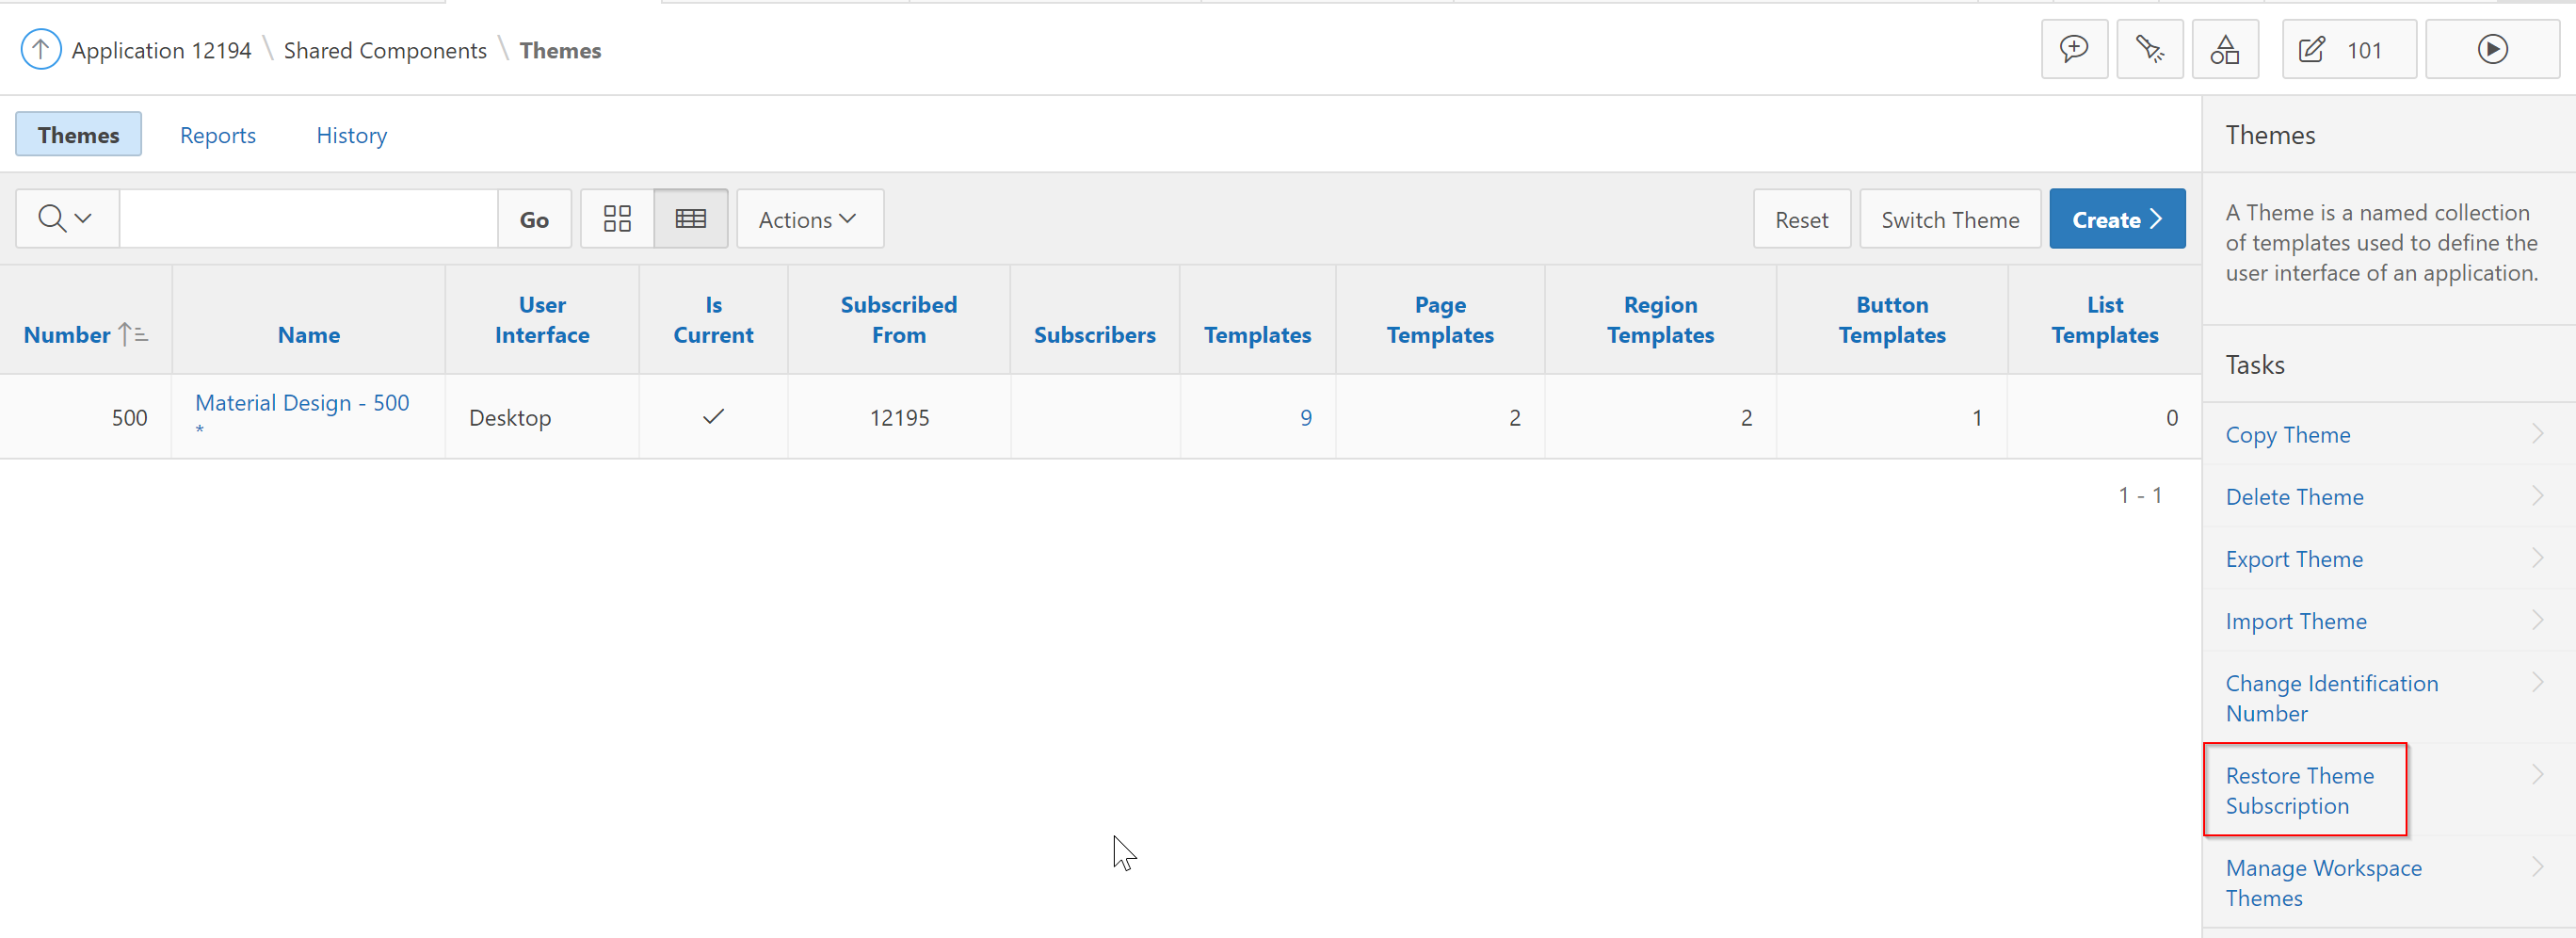 Application 12194 \ Shared Components \ Themes
101
Themes Reports History
Go Actions Reset Switch Theme Create
Number Name User Interface Is Current Subscribed From Subscribers Templates Page Templates Region Templates Button Templates List Templates
500 Material Design - 500 * Desktop 12195 9 2 2 1 0
1 - 1
Themes
A Theme is a named collection
of templates used to define the
user interface of an application.
Tasks
Copy Theme
Delete Theme
Export Theme
Import Theme
Change Identification
Number
Restore Theme
Subscription
Manage Workspace
Themes